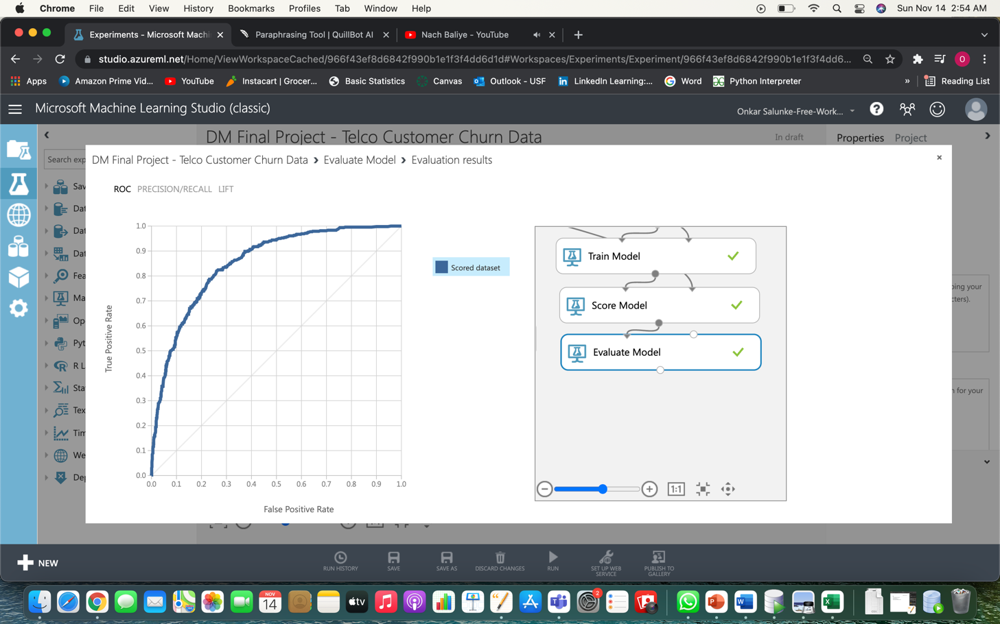 Chrome File Edit View History Bookmarks Profiles Tab Window Help Sun Nov 14 2:54 AM
Experiments - Microsoft Machi Paraphrasing Tool | QuillBot AI Nach Baliye - YouTube
studio.azureml.net/Home/ViewWorkspaceCached/966f43ef8d6842f990b1e1f3f4dd6d1d#Workspaces/Experiments/Experiment/966f43ef8d6842f990b1e1f3f4dd6... O
Apps Amazon Prime Vid... YouTube Instacart | Grocer... Basic Statistics Canvas Outlook - USF LinkedIn Learning:... Word Python Interpreter » Reading List
Microsoft Machine Learning Studio (classic) Onkar Salunke-Free-Work... ?
DM Final Project - Telco Customer Churn Data In draft Properties Project
Search exp
DM Final Project - Telco Customer Churn Data › Evaluate Model › Evaluation results
ROC PRECISION/RECALL LIFT
Sav
Dat
Dat
Dat
Fea
Ma
Op
Pyt
R L
Sta
Tex
Tim
We
Dep
1.0
0.9
0.8
0.7
0.6
0.5
0.4
0.3
0.2
0.1
0.0
0.0 0.1 0.2 0.3 0.4 0.5 0.6 0.7 0.8 0.9 1.0
True Positive Rate
False Positive Rate
Scored dataset
Train Model
Score Model
Evaluate Model
1:1
ping your
cters).
n for your
NEW
RUN HISTORY SAVE SAVE AS DISCARD CHANGES RUN SET UP WEB SERVICE PUBLISH TO GALLERY
NOV
14
tv
2